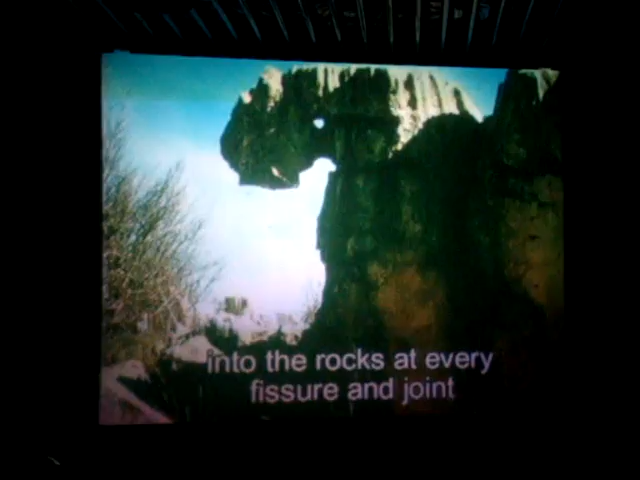 into the rocks at every
fissure and joint